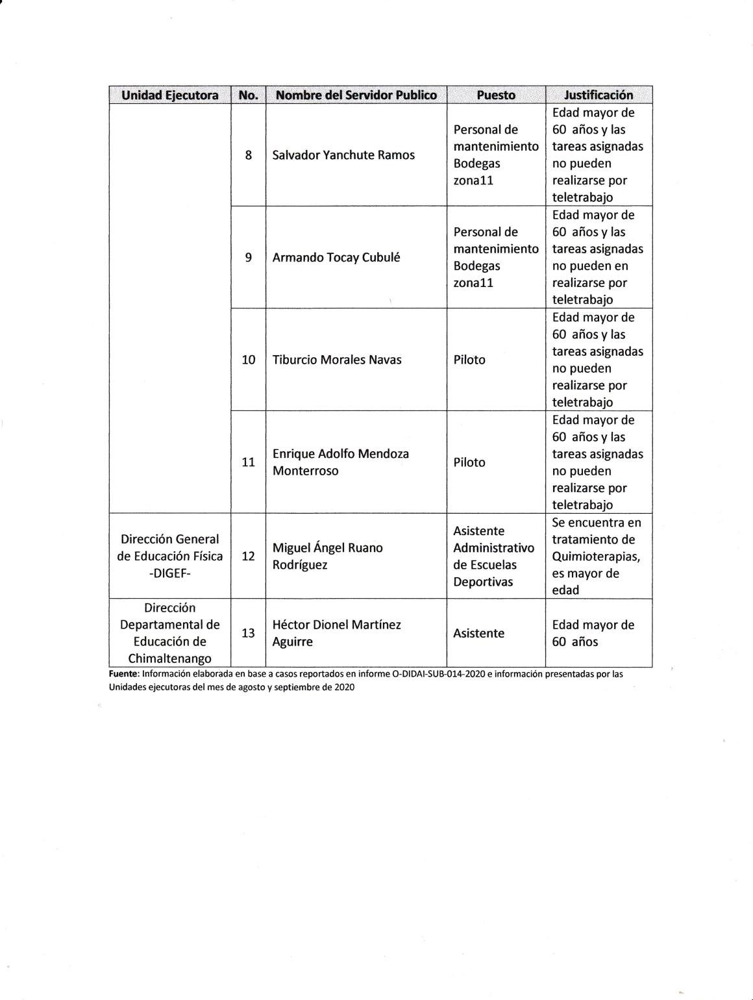 Unidad Ejecutora No. Nombre del Servidor Publico Puesto Justificación
8
Salvador Yanchute Ramos
Personal de
mantenimiento
Bodegas
zona11
Edad mayor de
60 años y las
tareas asignadas
no pueden
realizarse por
teletrabajo
9
Armando Tocay Cubulé
Personal de
mantenimiento
Bodegas
zona11
Edad mayor de
60 años y las
tareas asignadas
no pueden en
realizarse por
teletrabajo
10
Tiburcio Morales Navas
Piloto
Edad mayor de
60 años y las
tareas asignadas
no pueden
realizarse por
teletrabajo
11
Enrique Adolfo Mendoza
Monterroso
Piloto
Edad mayor de
60 años y las
tareas asignadas
no pueden
realizarse por
teletrabajo
Dirección General
de Educación Física
-DIGEF-
12
Miguel Ángel Ruano
Rodríguez
Asistente
Administrativo
de Escuelas
Deportivas
Se encuentra en
tratamiento de
Quimioterapias,
es mayor de
edad
Dirección
Departamental de
Educación de
Chimaltenango
13
Héctor Dionel Martínez
Aguirre
Asistente
Edad mayor de
60 años
Fuente: Información elaborada en base a casos reportados en informe O-DIDAI-SUB-014-2020 e información presentadas por las
Unidades ejecutoras del mes de agosto y septiembre de 2020